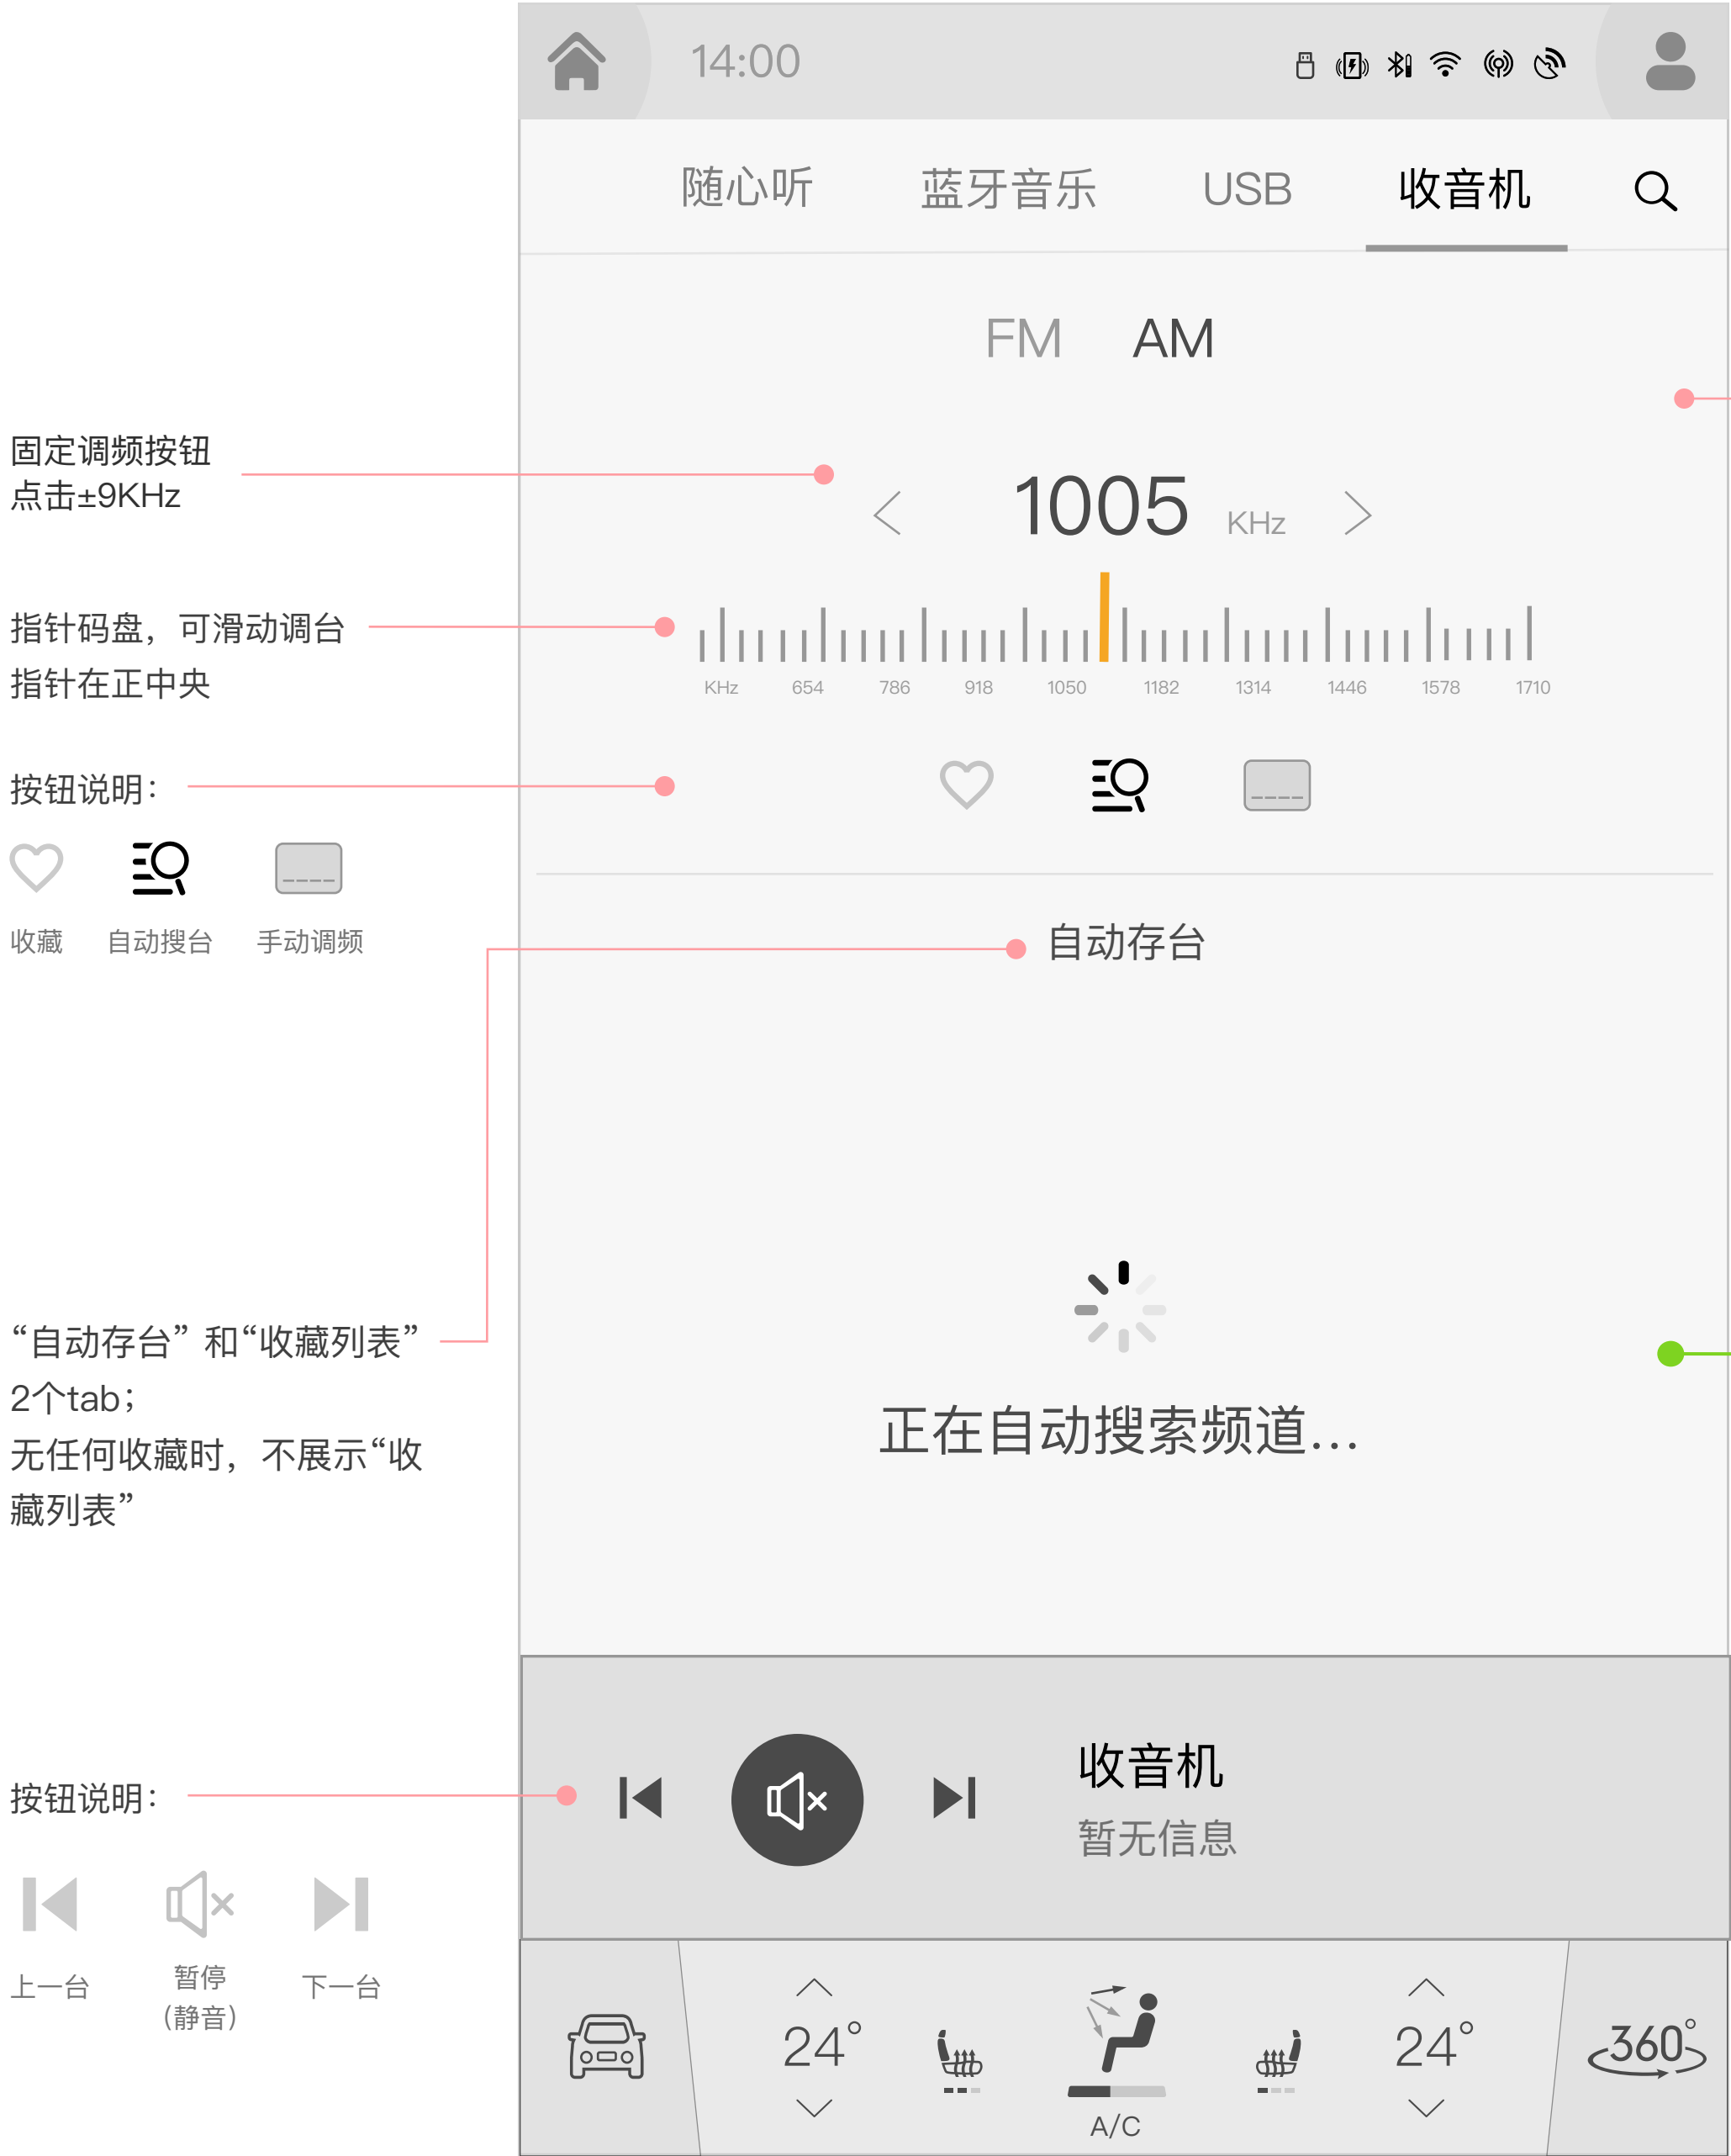 14:00
随心听 蓝牙音乐 USB 收音机
FM AM
固定调频按钮
点击±9KHz
1005 KHz
指针码盘，可滑动调台
指针在正中央
KHz 654 786 918 1050 1182 1314 1446 1578 1710
按钮说明：
收藏 自动搜台 手动调频
自动存台
“自动存台”和“收藏列表”
2个tab；
无任何收藏时，不展示“收
藏列表”
正在自动搜索频道...
收音机
暂无信息
按钮说明：
上一台 暂停 下一台
(静音)
24° 24° 360°
A/C